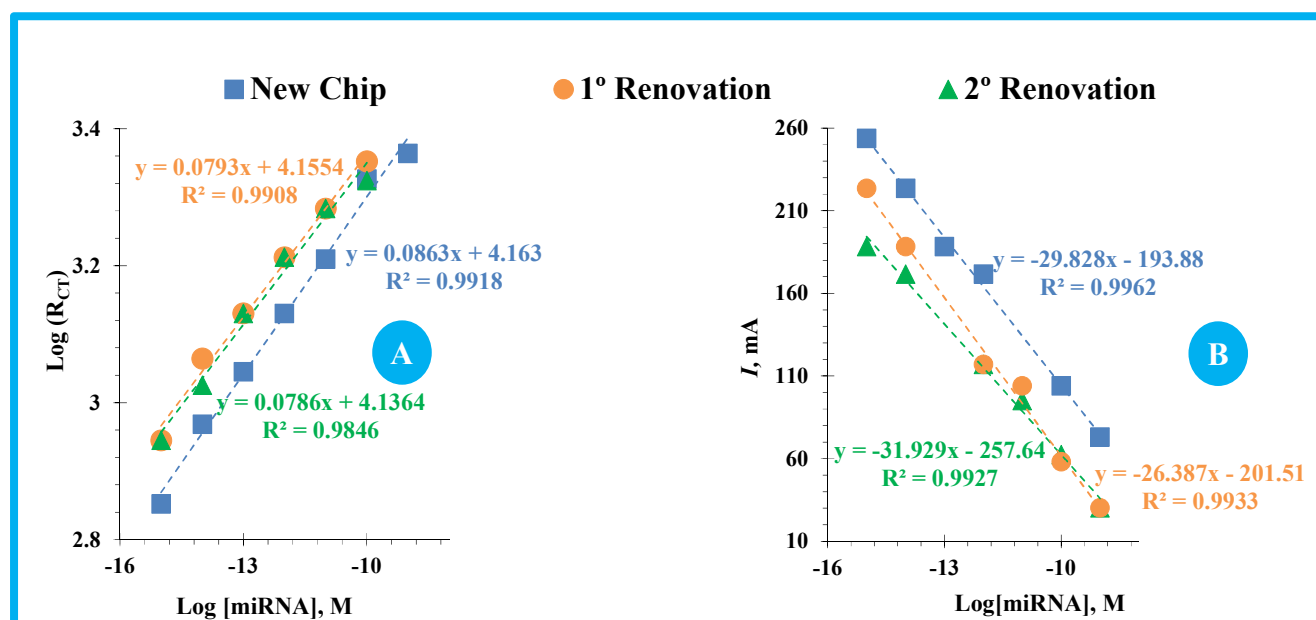 New Chip
1º Renovation
2º Renovation
3.4
3.2
3
2.8
Log (RCT)
y = 0.0793x + 4.1554
R² = 0.9908
y = 0.0863x + 4.163
R² = 0.9918
A
y = 0.0786x + 4.1364
R² = 0.9846
-16
-13
-10
Log [miRNA], M
260
210
160
110
60
10
I, mA
y = -29.828x - 193.88
R² = 0.9962
B
y = -31.929x - 257.64
R² = 0.9927
y = -26.387x - 201.51
R² = 0.9933
-16
-13
-10
Log[miRNA], M